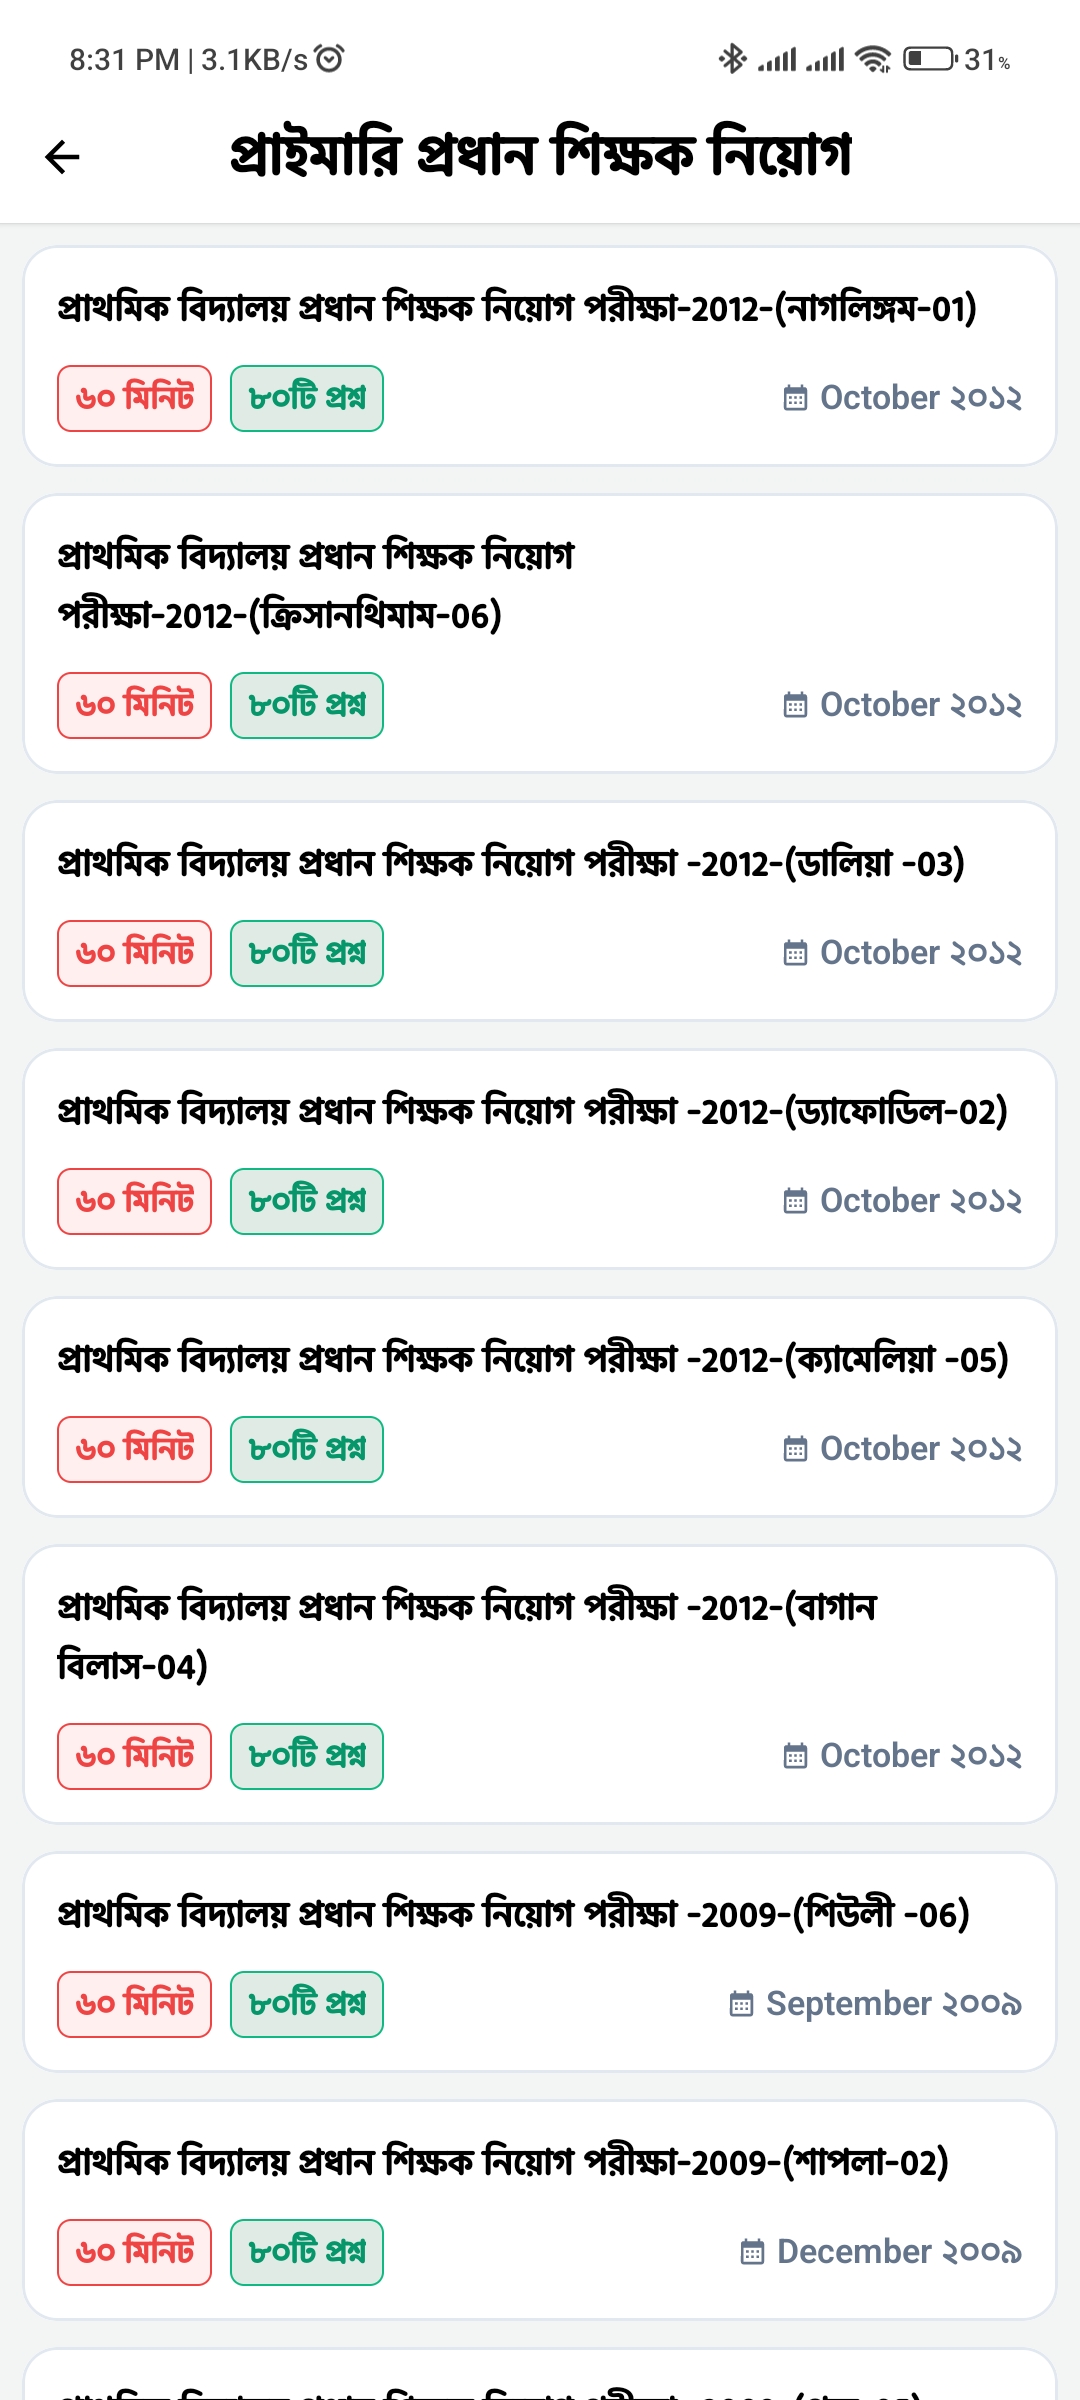 8:31 PM | 3.1KB/s 31%
প্রাইমারি প্রধান শিক্ষক নিয়োগ
প্রাথমিক বিদ্যালয় প্রধান শিক্ষক নিয়োগ পরীক্ষা-2012-(নাগলিঙ্গম-01)
৬০ মিনিট ৮০টি প্রশ্ন October ২০১২
প্রাথমিক বিদ্যালয় প্রধান শিক্ষক নিয়োগ
পরীক্ষা-2012-(ক্রিসানথিমাম-06)
৬০ মিনিট ৮০টি প্রশ্ন October ২০১২
প্রাথমিক বিদ্যালয় প্রধান শিক্ষক নিয়োগ পরীক্ষা -2012-(ডালিয়া -03)
৬০ মিনিট ৮০টি প্রশ্ন October ২০১২
প্রাথমিক বিদ্যালয় প্রধান শিক্ষক নিয়োগ পরীক্ষা -2012-(ড্যাফোডিল-02)
৬০ মিনিট ৮০টি প্রশ্ন October ২০১২
প্রাথমিক বিদ্যালয় প্রধান শিক্ষক নিয়োগ পরীক্ষা -2012-(ক্যামেলিয়া -05)
৬০ মিনিট ৮০টি প্রশ্ন October ২০১২
প্রাথমিক বিদ্যালয় প্রধান শিক্ষক নিয়োগ পরীক্ষা -2012-(বাগান
বিলাস-04)
৬০ মিনিট ৮০টি প্রশ্ন October ২০১২
প্রাথমিক বিদ্যালয় প্রধান শিক্ষক নিয়োগ পরীক্ষা -2009-(শিউলী -06)
৬০ মিনিট ৮০টি প্রশ্ন September ২০০৯
প্রাথমিক বিদ্যালয় প্রধান শিক্ষক নিয়োগ পরীক্ষা-2009-(শাপলা-02)
৬০ মিনিট ৮০টি প্রশ্ন December ২০০৯